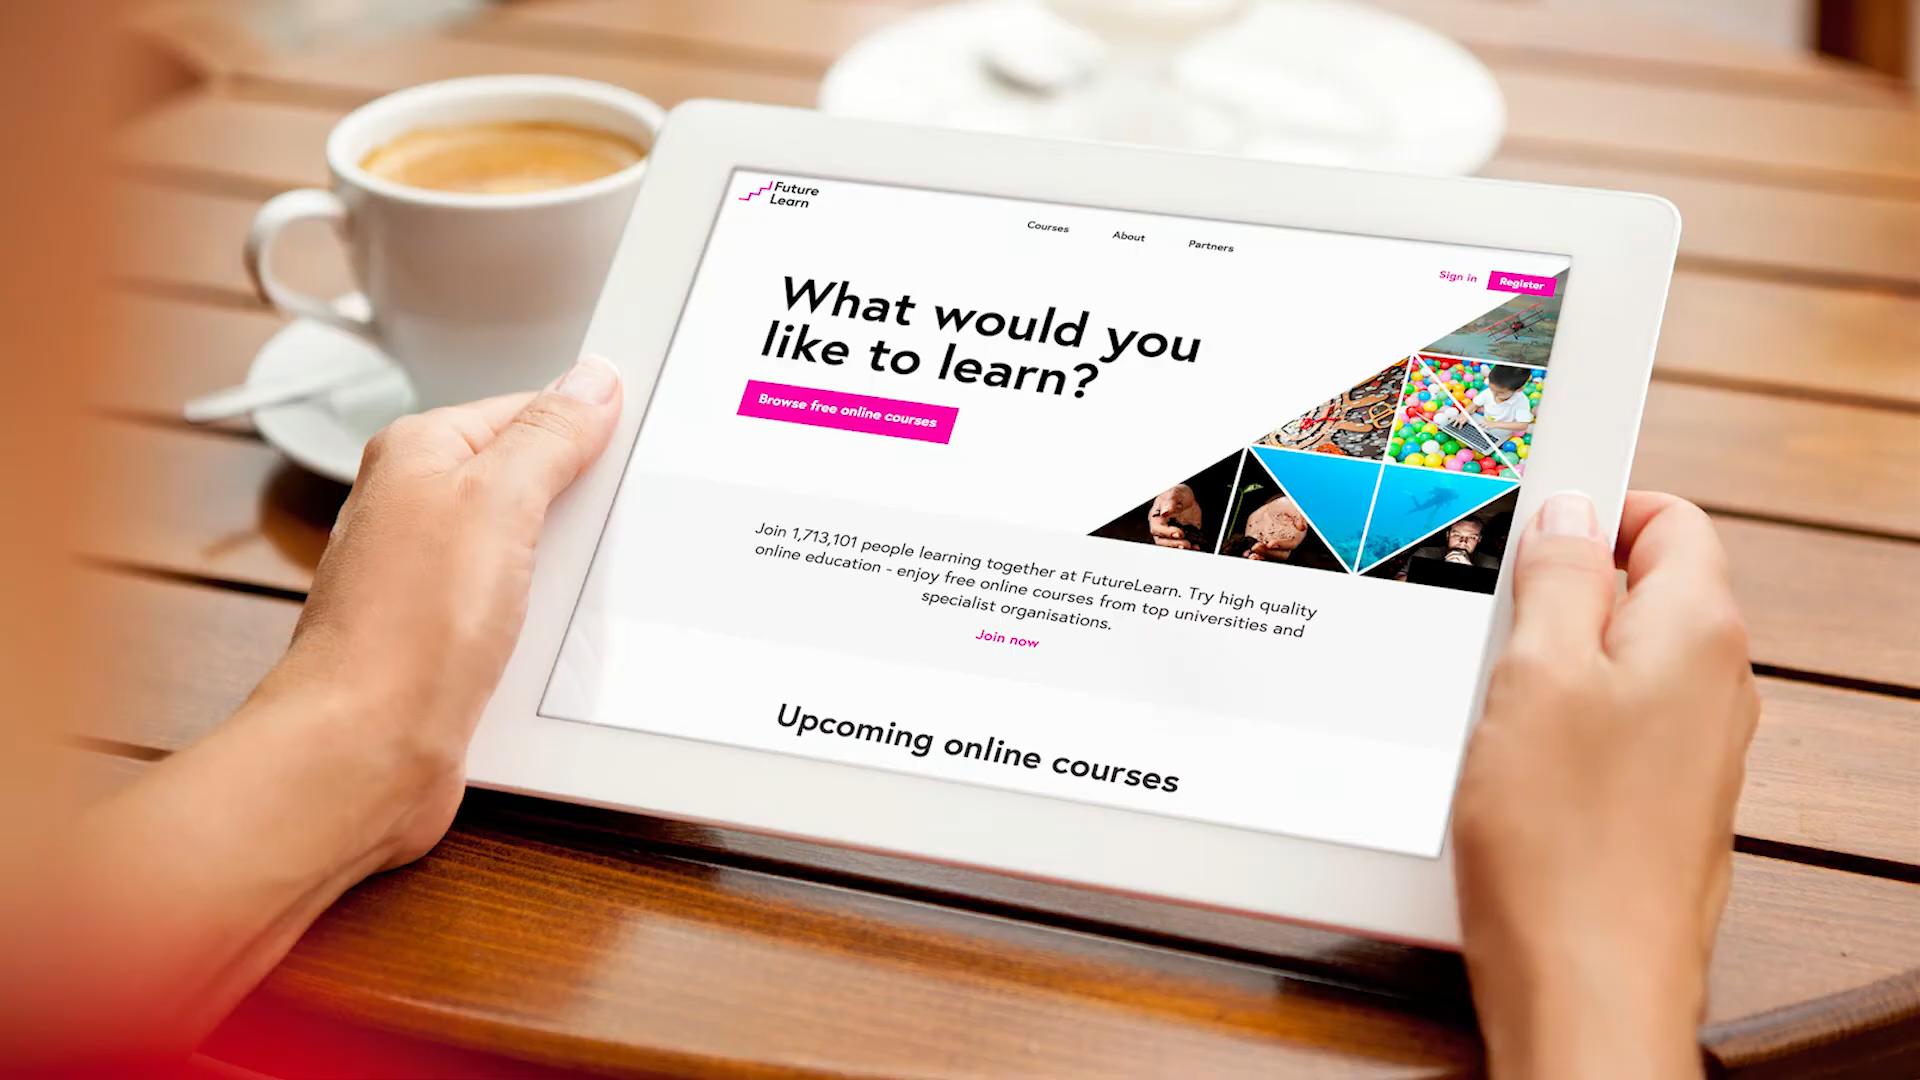 Future
Learn
Courses
About
Partners
Sign in
Register
What would you
like to learn?
Browse free online courses
Join 1,713,101 people learning together at FutureLearn. Try high quality
online education - enjoy free online courses from top universities and
specialist organisations.
Join now
Upcoming online courses